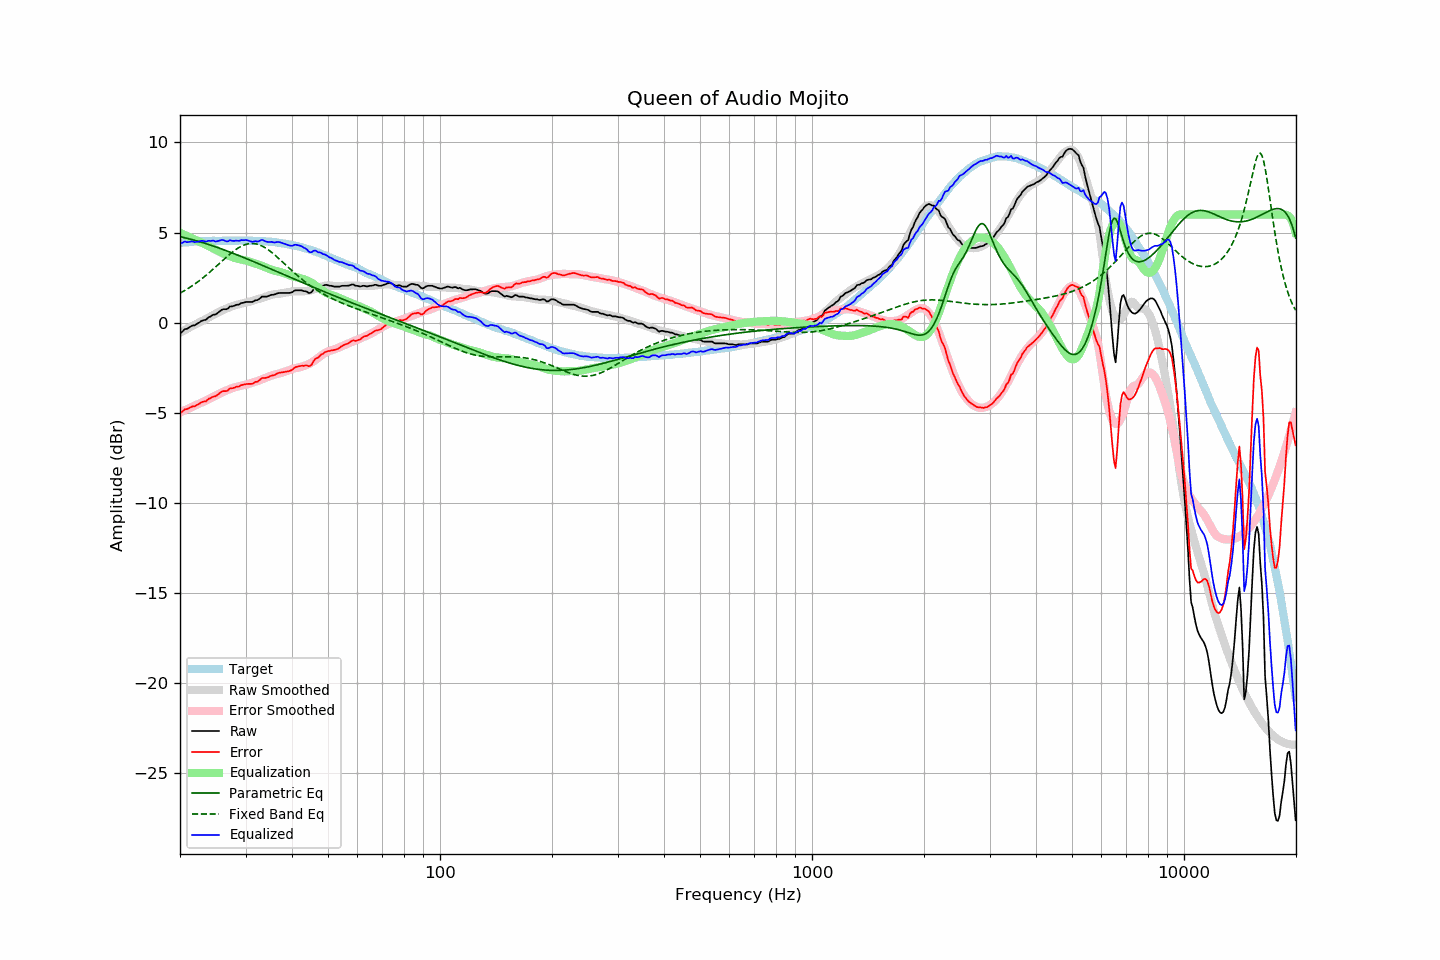 Queen of Audio Mojito
10
5
0
−5
−10
−15
−20
−25
Amplitude (dBr)
Target
Raw Smoothed
Error Smoothed
Raw
Error
Equalization
Parametric Eq
Fixed Band Eq
Equalized
100 1000 10000
Frequency (Hz)